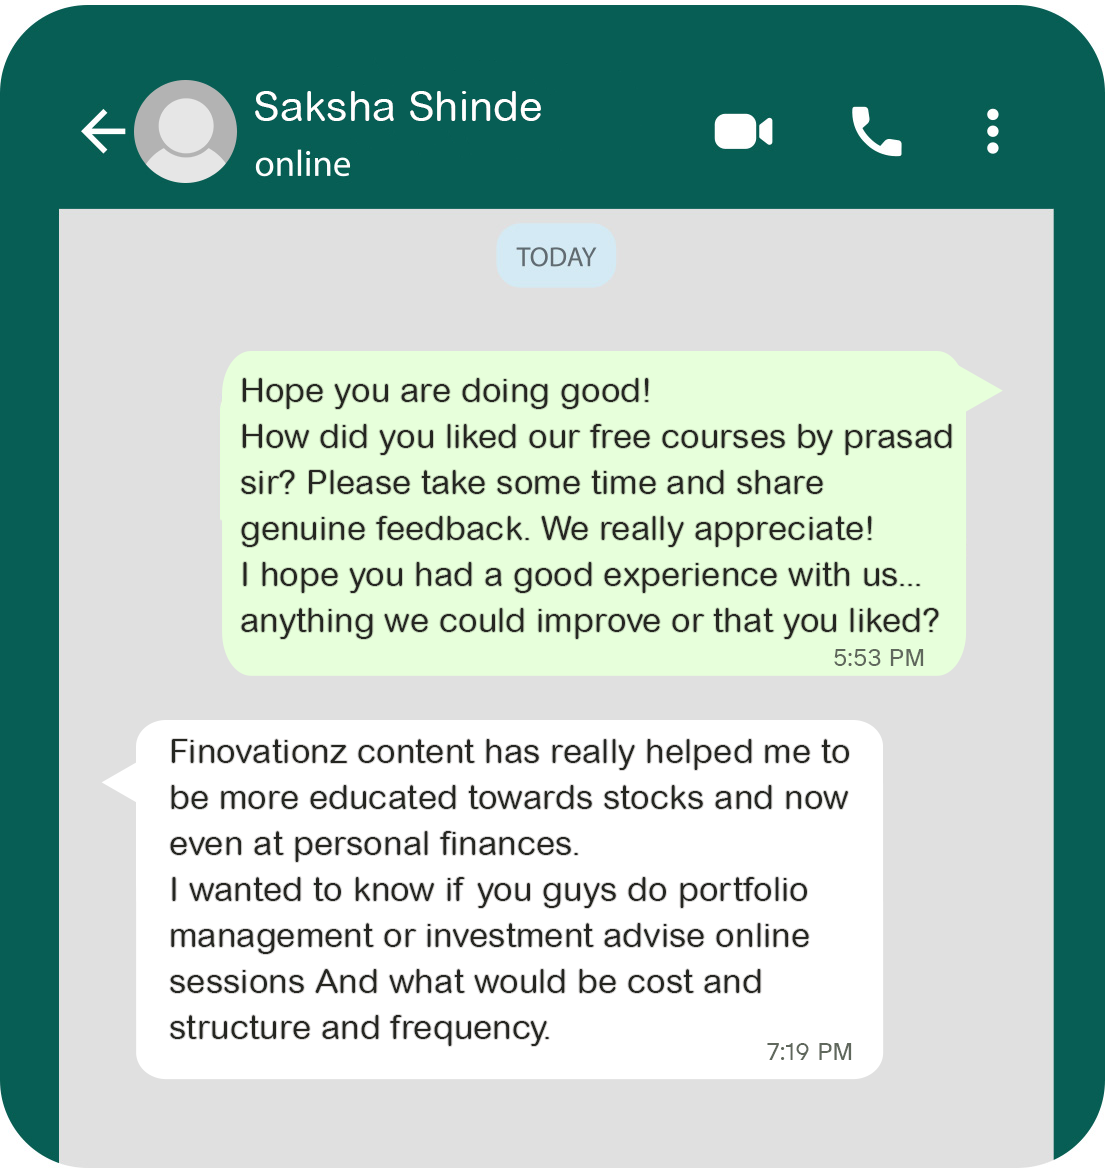 Saksha Shinde
online
TODAY
Hope you are doing good!
How did you liked our free courses by prasad
sir? Please take some time and share
genuine feedback. We really appreciate!
I hope you had a good experience with us...
anything we could improve or that you liked?
5:53 PM
Finovationz content has really helped me to
be more educated towards stocks and now
even at personal finances.
I wanted to know if you guys do portfolio
management or investment advise online
sessions And what would be cost and
structure and frequency.
7:19 PM